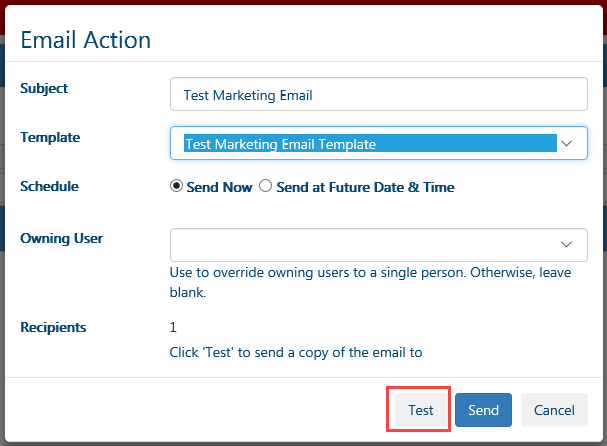 Email Action
Subject
Test Marketing Email
Template
Test Marketing Email Template
Schedule
Send Now
Send at Future Date & Time
Owning User
Use to override owning users to a single person. Otherwise, leave
blank.
Recipients
1
Click 'Test' to send a copy of the email to
Test
Send
Cancel